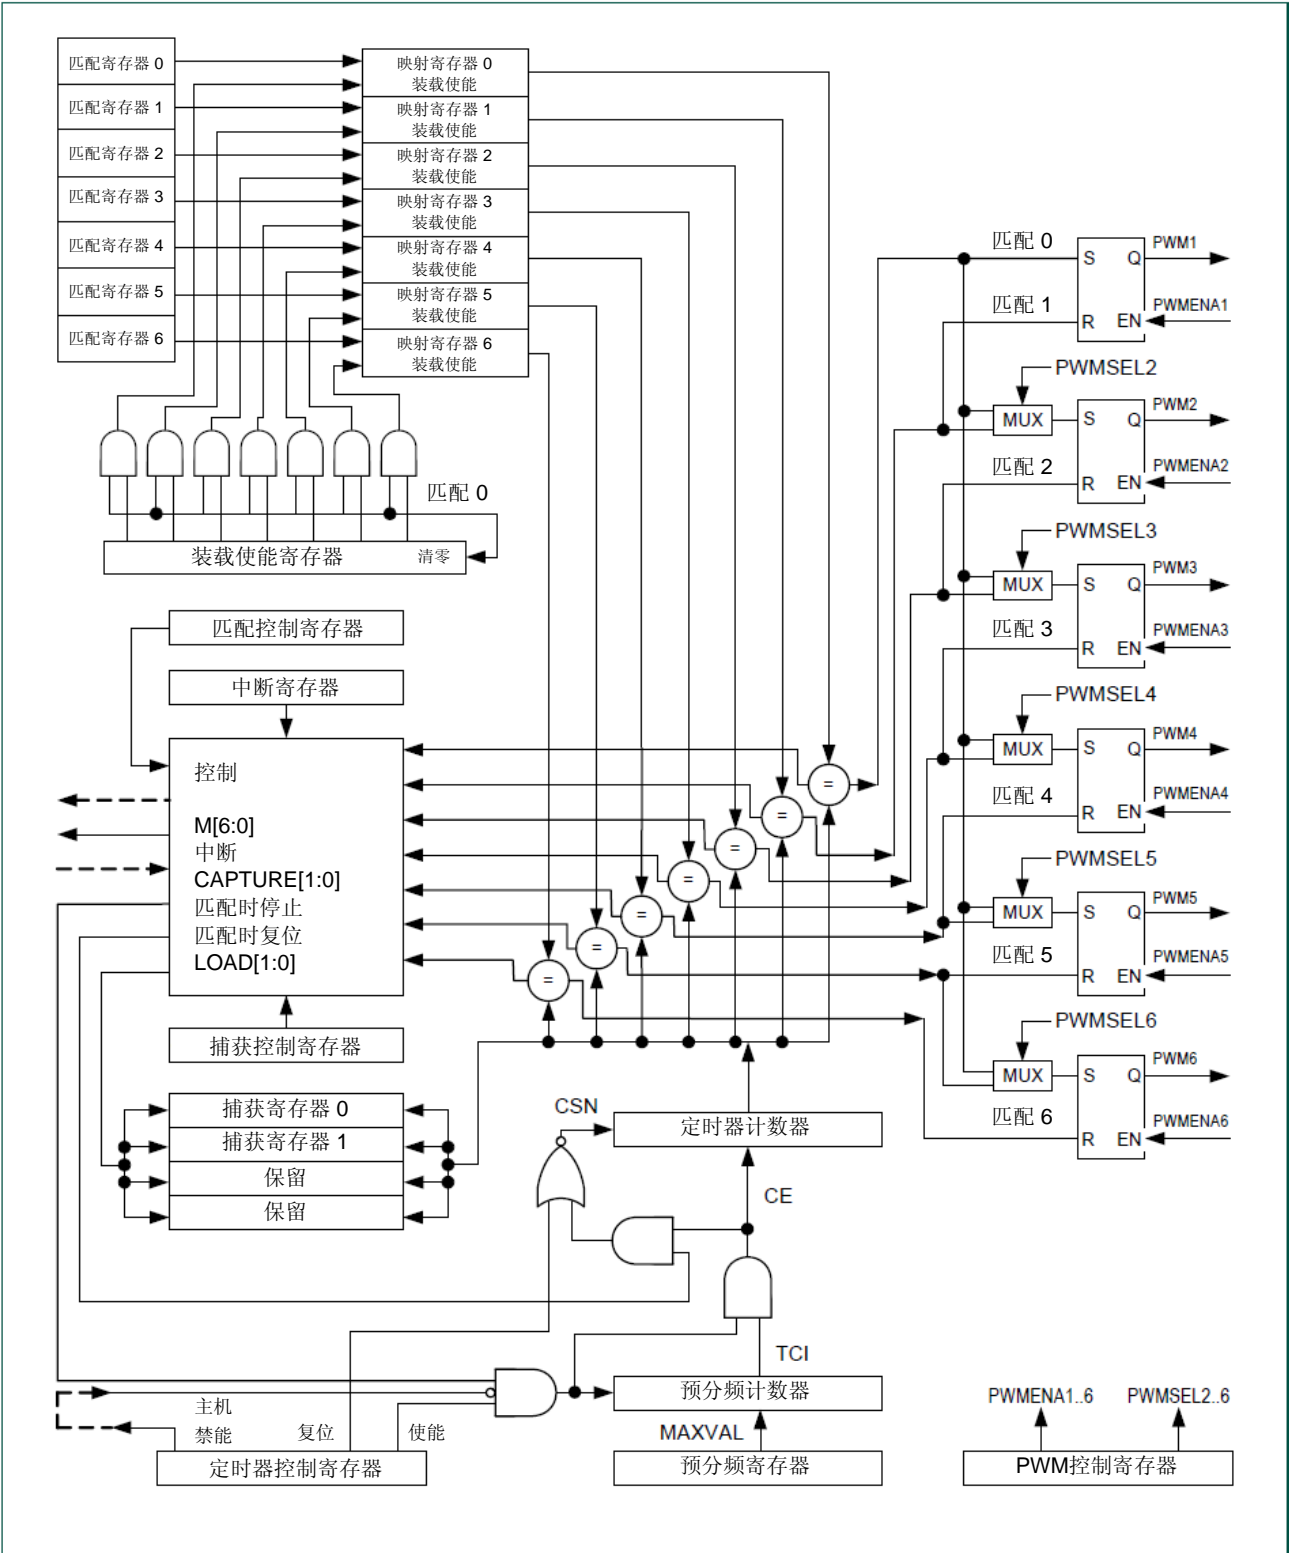 匹配寄存器 0
匹配寄存器 1
匹配寄存器 2
匹配寄存器 3
匹配寄存器 4
匹配寄存器 5
匹配寄存器 6
映射寄存器 0
装载使能
映射寄存器 1
装载使能
映射寄存器 2
装载使能
映射寄存器 3
装载使能
映射寄存器 4
装载使能
映射寄存器 5
装载使能
映射寄存器 6
装载使能
匹配 0
装载使能寄存器 清零
匹配控制寄存器
中断寄存器
控制
M[6:0]
中断
CAPTURE[1:0]
匹配时停止
匹配时复位
LOAD[1:0]
捕获控制寄存器
捕获寄存器 0
捕获寄存器 1
保留
保留
=
=
=
=
=
=
=
匹配 0
S Q
PWM1
匹配 1
R EN
PWMENA1
PWMSEL2
MUX
S Q
PWM2
匹配 2
R EN
PWMENA2
PWMSEL3
MUX
S Q
PWM3
匹配 3
R EN
PWMENA3
PWMSEL4
MUX
S Q
PWM4
匹配 4
R EN
PWMENA4
PWMSEL5
MUX
S Q
PWM5
匹配 5
R EN
PWMENA5
PWMSEL6
MUX
S Q
PWM6
匹配 6
R EN
PWMENA6
CSN
定时器计数器
CE
TCI
预分频计数器
MAXVAL
预分频寄存器
主机
禁能
复位
使能
定时器控制寄存器
PWMENA1..6
PWMSEL2..6
PWM控制寄存器